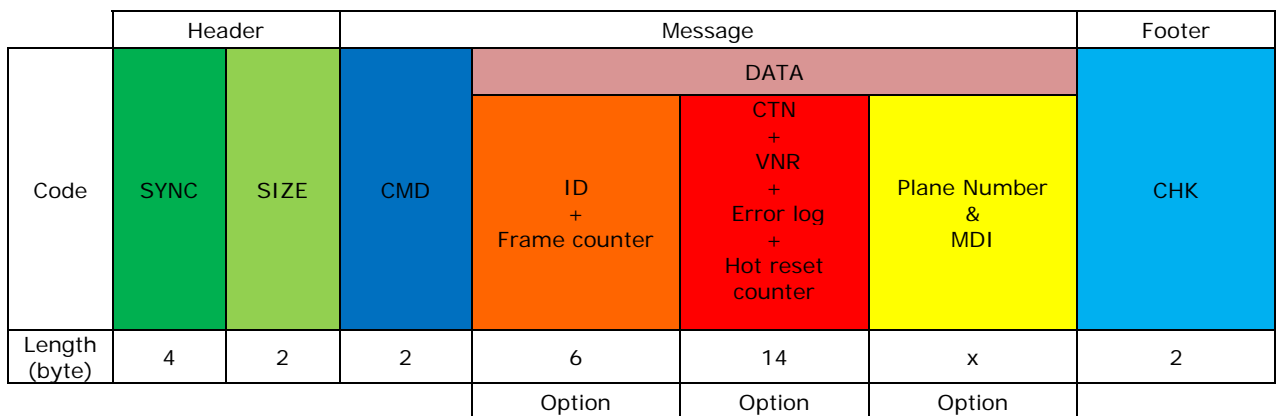 Header Message Footer
DATA
Code SYNC SIZE CMD
ID
+
Frame counter
CTN
+
VNR
+
Error log
+
Hot reset
counter
Plane Number
&
MDI
CHK
Length
(byte)
4 2 2 6 14 x 2
Option Option Option